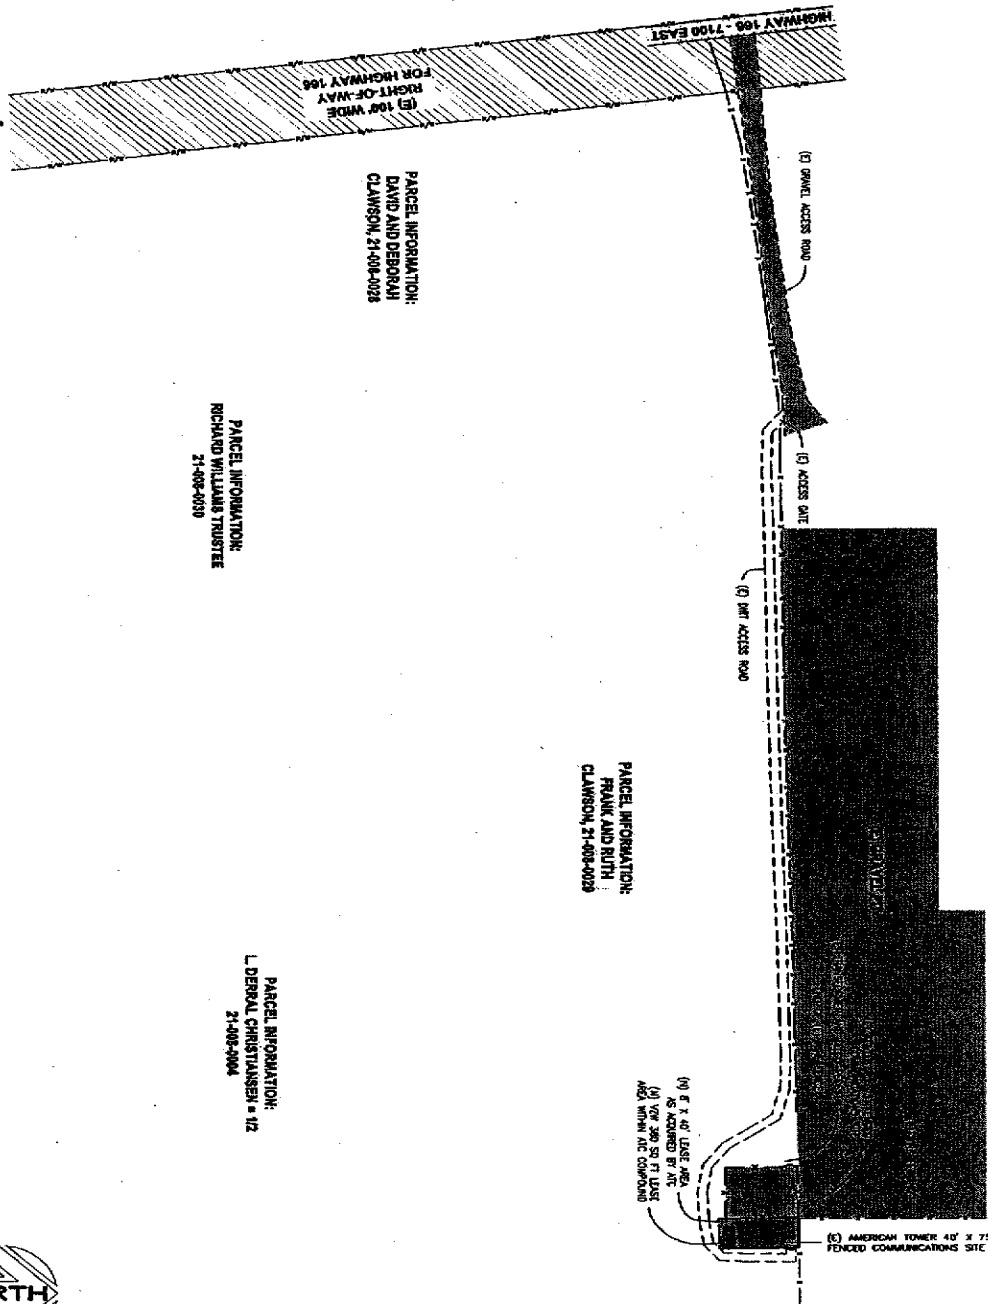 HIGHWAY 166 - 7100 EAST
(E) 100' WIDE
RIGHT-OF-WAY
FOR HIGHWAY 166
(E) GRAVEL ACCESS ROAD
PARCEL INFORMATION:
DAVID AND DEBORAH
CLAWSON, 21-008-0028
PARCEL INFORMATION:
RICHARD WILLIAMS TRUSTEE
21-008-0030
(E) ACCESS GATE
(E) DIRT ACCESS ROAD
PARCEL INFORMATION:
FRANK AND RUTH
CLAWSON, 21-008-0029
PARCEL INFORMATION:
L. DERRAL CHRISTIANSEN = 1/2
21-008-0004
(N) 8' X 40' LEASE AREA
AS ACQUIRED BY ATC
(N) VZW 360 SQ FT LEASE
AREA WITHIN ATC COMPOUND
(E) AMERICAN TOWER 40' X 75
FENCED COMMUNICATIONS SITE
RTH